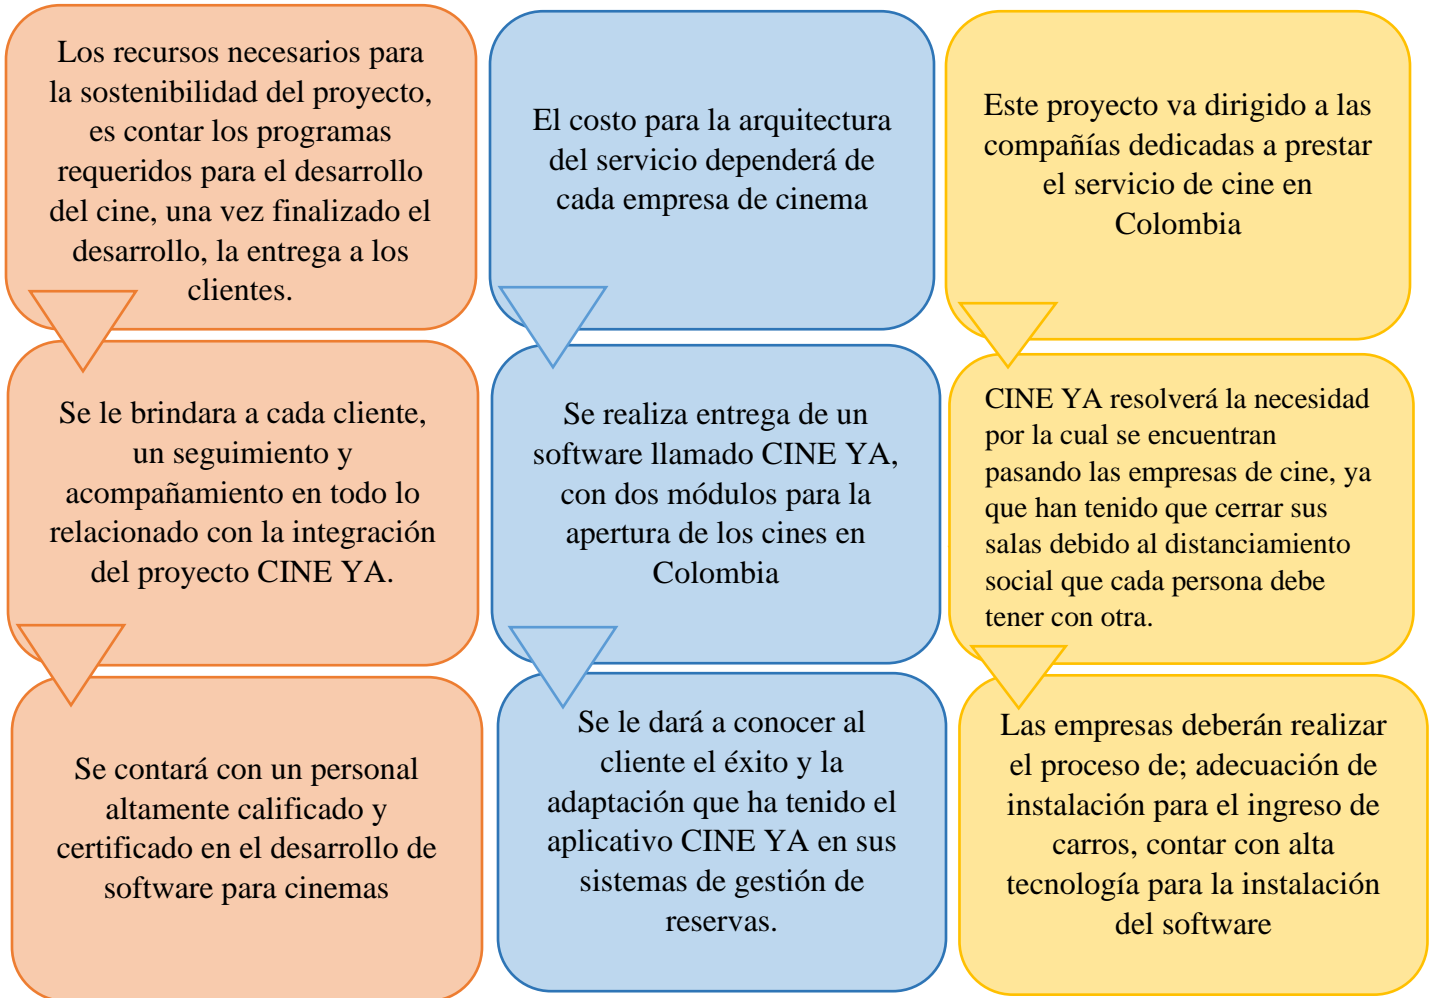 Los recursos necesarios para
la sostenibilidad del proyecto,
es contar los programas
requeridos para el desarrollo
del cine, una vez finalizado el
desarrollo, la entrega a los
clientes.
Se le brindara a cada cliente,
un seguimiento y
acompañamiento en todo lo
relacionado con la integración
del proyecto CINE YA.
Se contará con un personal
altamente calificado y
certificado en el desarrollo de
software para cinemas
El costo para la arquitectura
del servicio dependerá de
cada empresa de cinema
Se realiza entrega de un
software llamado CINE YA,
con dos módulos para la
apertura de los cines en
Colombia
Se le dará a conocer al
cliente el éxito y la
adaptación que ha tenido el
aplicativo CINE YA en sus
sistemas de gestión de
reservas.
Este proyecto va dirigido a las
compañías dedicadas a prestar
el servicio de cine en
Colombia
CINE YA resolverá la necesidad
por la cual se encuentran
pasando las empresas de cine, ya
que han tenido que cerrar sus
salas debido al distanciamiento
social que cada persona debe
tener con otra.
Las empresas deberán realizar
el proceso de; adecuación de
instalación para el ingreso de
carros, contar con alta
tecnología para la instalación
del software